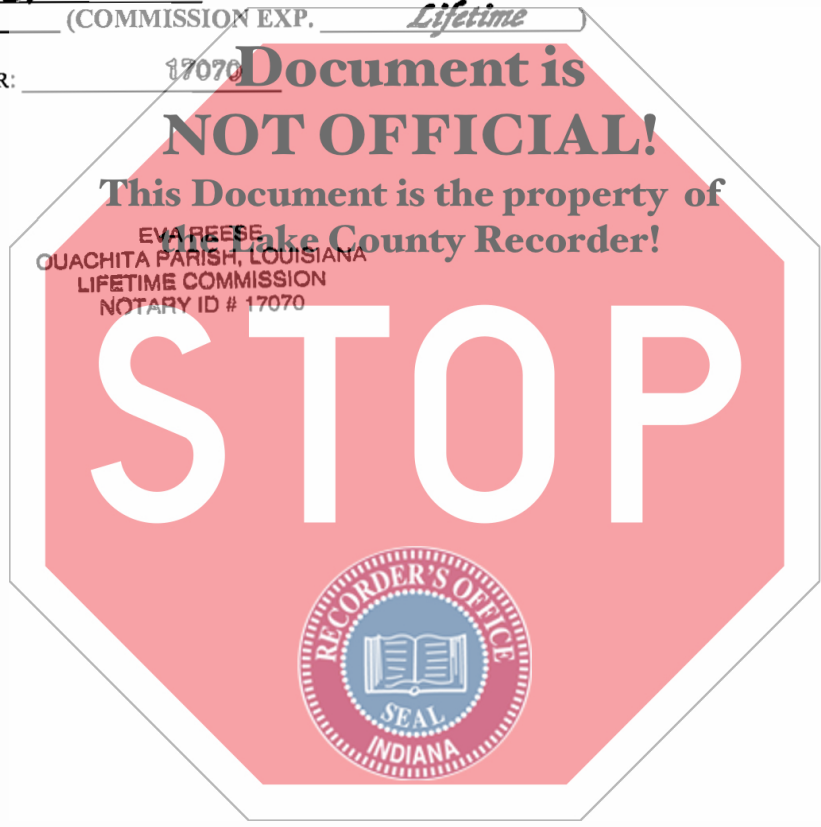 (COMMISSION EXP. Lifetime )
R: 17070
Document is
NOT OFFICIAL!
This Document is the property of
the Lake County Recorder!
EVA REESE
OUACHITA PARISH, LOUISIANA
LIFETIME COMMISSION
NOTARY ID # 17070
STOP
RECORDER'S OFFICE
SEAL
INDIANA